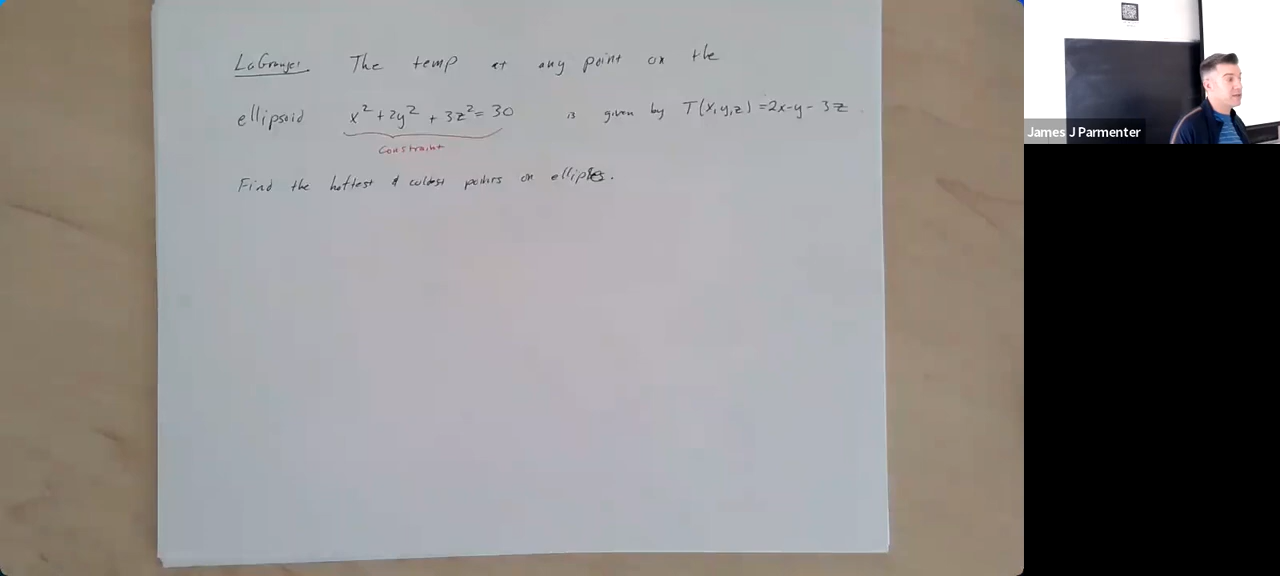 LaGrange: The temp at any point on the
ellipsoid x² + 2y² + 3z² = 30 is given by T(x,y,z) = 2x-y-3z.
constraint
Find the hottest & coldest points on
James J Parmenter